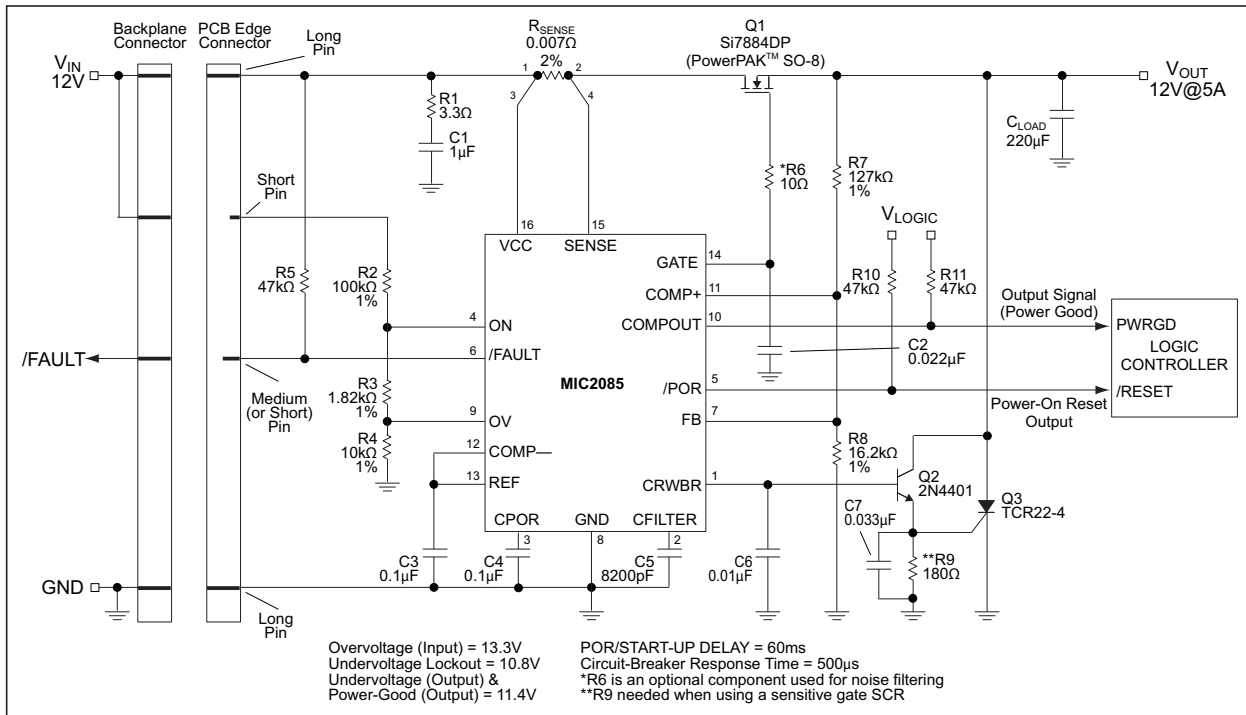 Backplane
Connector
PCB Edge
Connector
Long
Pin
V_IN
12V
R_SENSE
0.007Ω
2%
1
2
3
4
Q1
Si7884DP
(PowerPAK™ SO-8)
V_OUT
12V@5A
R1
3.3Ω
C1
1µF
C_LOAD
220µF
*R6
10Ω
R7
127kΩ
1%
Short
Pin
V_LOGIC
16
15
VCC
SENSE
R5
47kΩ
R2
100kΩ
1%
GATE
14
COMP+
11
COMPOUT
10
R10
47kΩ
R11
47kΩ
Output Signal
(Power Good)
PWRGD
LOGIC
CONTROLLER
/RESET
4
ON
/FAULT
6
/FAULT
C2
0.022µF
MIC2085
/POR
5
Power-On Reset
Output
Medium
(or Short)
Pin
R3
1.82kΩ
1%
9
OV
FB
7
R4
10kΩ
1%
12
COMP—
13
REF
R8
16.2kΩ
1%
CRWBR
1
Q2
2N4401
Q3
TCR22-4
C7
0.033µF
CPOR
GND
CFILTER
3
8
2
C3
0.1µF
C4
0.1µF
C5
8200pF
C6
0.01µF
**R9
180Ω
GND
Long
Pin
Overvoltage (Input) = 13.3V
Undervoltage Lockout = 10.8V
Undervoltage (Output) &
Power-Good (Output) = 11.4V
POR/START-UP DELAY = 60ms
Circuit-Breaker Response Time = 500µs
*R6 is an optional component used for noise filtering
**R9 needed when using a sensitive gate SCR